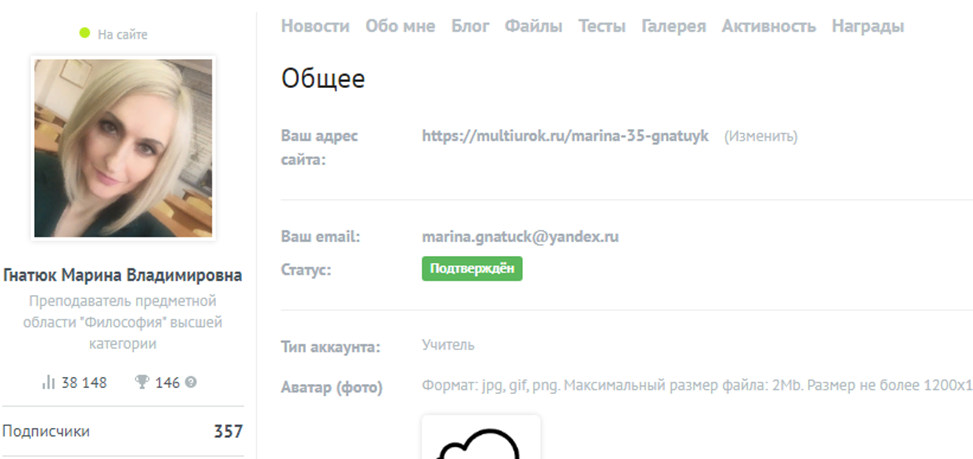 На сайте
Новости Обо мне Блог Файлы Тесты Галерея Активность Награды
Общее
Ваш адрес сайта: https://multiurok.ru/marina-35-gnatuyk (Изменить)
Ваш email: marina.gnatuck@yandex.ru
Статус: Подтверждён
Гнатюк Марина Владимировна
Преподаватель предметной
области "Философия" высшей
категории
38 148 146 ?
Подписчики 357
Тип аккаунта: Учитель
Аватар (фото) Формат: jpg, gif, png. Максимальный размер файла: 2Mb. Размер не более 1200x1